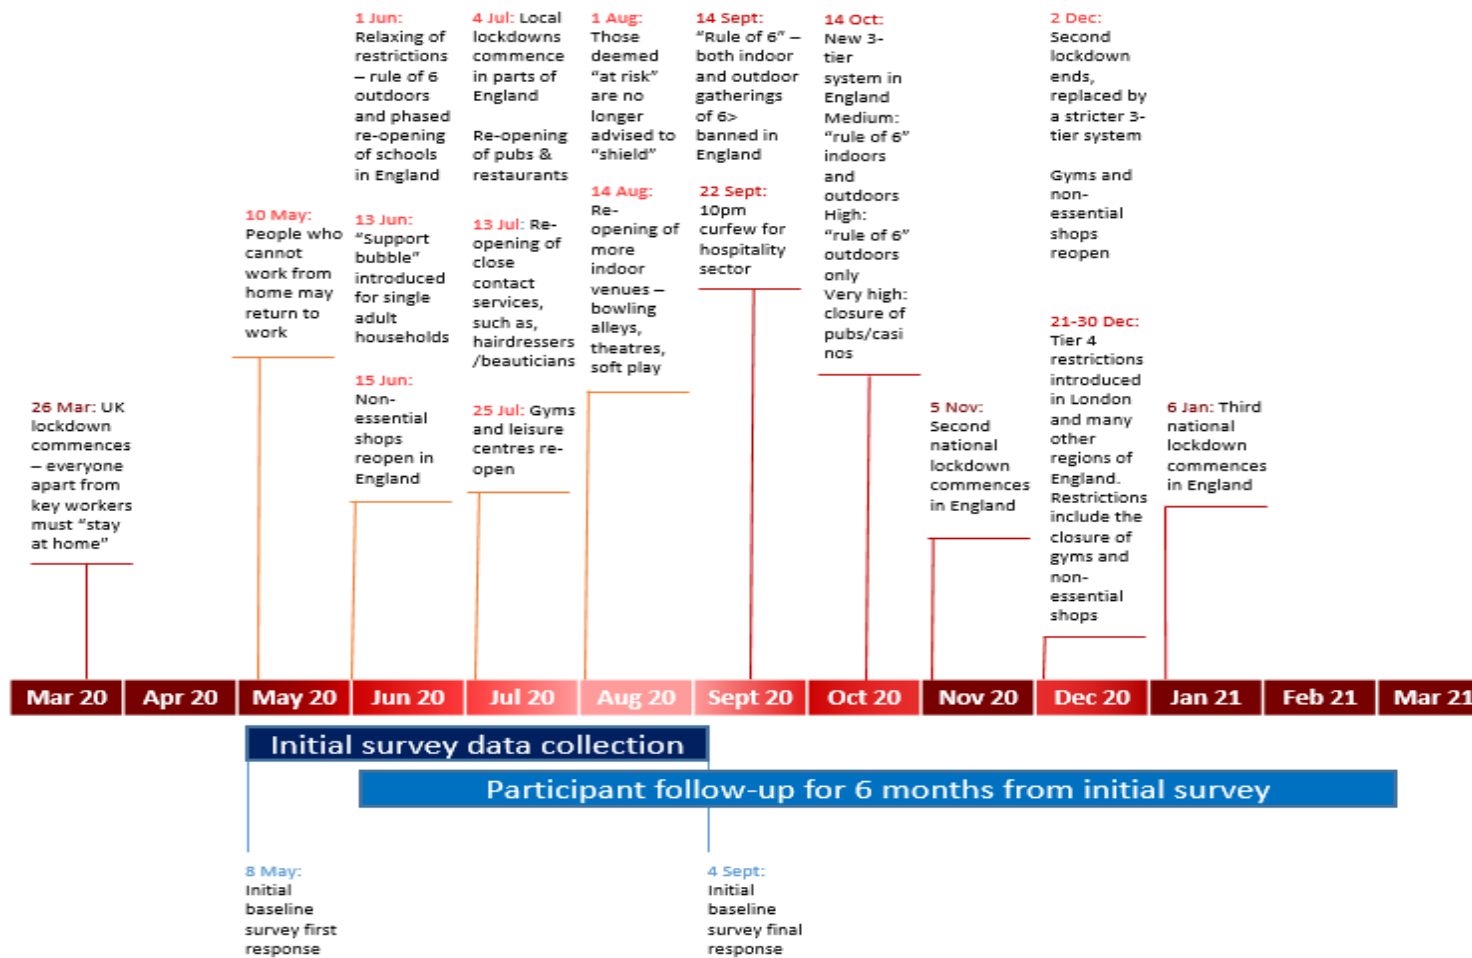 26 Mar: UK
lockdown
commences
– everyone
apart from
key workers
must “stay
at home”
10 May:
People who
cannot
work from
home may
return to
work
1 Jun:
Relaxing of
restrictions
– rule of 6
outdoors
and phased
re-opening
of schools
in England
13 Jun:
“Support
bubble”
introduced
for single
adult
households
15 Jun:
Non-
essential
shops
reopen in
England
4 Jul: Local
lockdowns
commence
in parts of
England
Re-opening
of pubs &
restaurants
13 Jul: Re-
opening of
close
contact
services,
such as,
hairdressers
/beauticians
25 Jul: Gyms
and leisure
centres re-
open
1 Aug:
Those
deemed
“at risk”
are no
longer
advised to
“shield”
14 Aug:
Re-
opening of
more
indoor
venues –
bowling
alleys,
theatres,
soft play
14 Sept:
“Rule of 6” –
both indoor
and outdoor
gatherings
of 6>
banned in
England
22 Sept:
10pm
curfew for
hospitality
sector
14 Oct:
New 3-
tier
system in
England
Medium:
“rule of 6”
indoors
and
outdoors
High:
“rule of 6”
outdoors
only
Very high:
closure of
pubs/casi
nos
5 Nov:
Second
national
lockdown
commences
in England
2 Dec:
Second
lockdown
ends,
replaced by
a stricter 3-
tier system
Gyms and
non-
essential
shops
reopen
21-30 Dec:
Tier 4
restrictions
introduced
in London
and many
other
regions of
England.
Restrictions
include the
closure of
gyms and
non-
essential
shops
6 Jan: Third
national
lockdown
commences
in England
Mar 20 Apr 20 May 20 Jun 20 Jul 20 Aug 20 Sept 20 Oct 20 Nov 20 Dec 20 Jan 21 Feb 21 Mar 21
Initial survey data collection
Participant follow-up for 6 months from initial survey
8 May:
Initial
baseline
survey first
response
4 Sept:
Initial
baseline
survey final
response